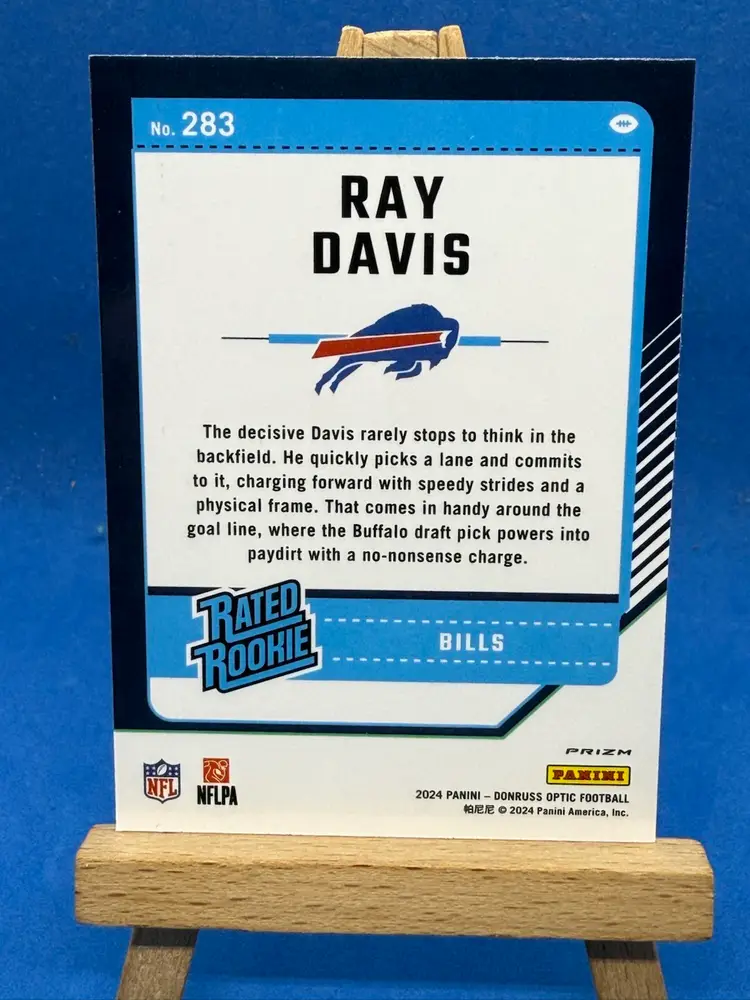 No. 283
RAY
DAVIS
The decisive Davis rarely stops to think in the
backfield. He quickly picks a lane and commits
to it, charging forward with speedy strides and a
physical frame. That comes in handy around the
goal line, where the Buffalo draft pick powers into
paydirt with a no-nonsense charge.
RATED
ROOKIE
BILLS
PRIZM
PANINI
NFL
NFLPA
2024 PANINI – DONRUSS OPTIC FOOTBALL
帕尼尼 © 2024 Panini America, Inc.